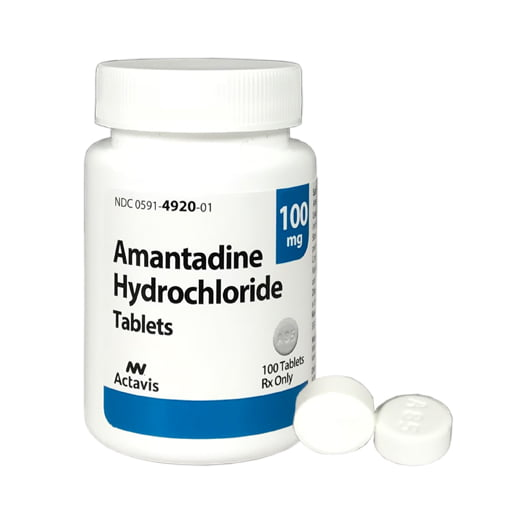 NDC 0591-4920-01
100
mg
Amantadine
Hydrochloride
Tablets
100 Tablets
Rx Only
Actavis